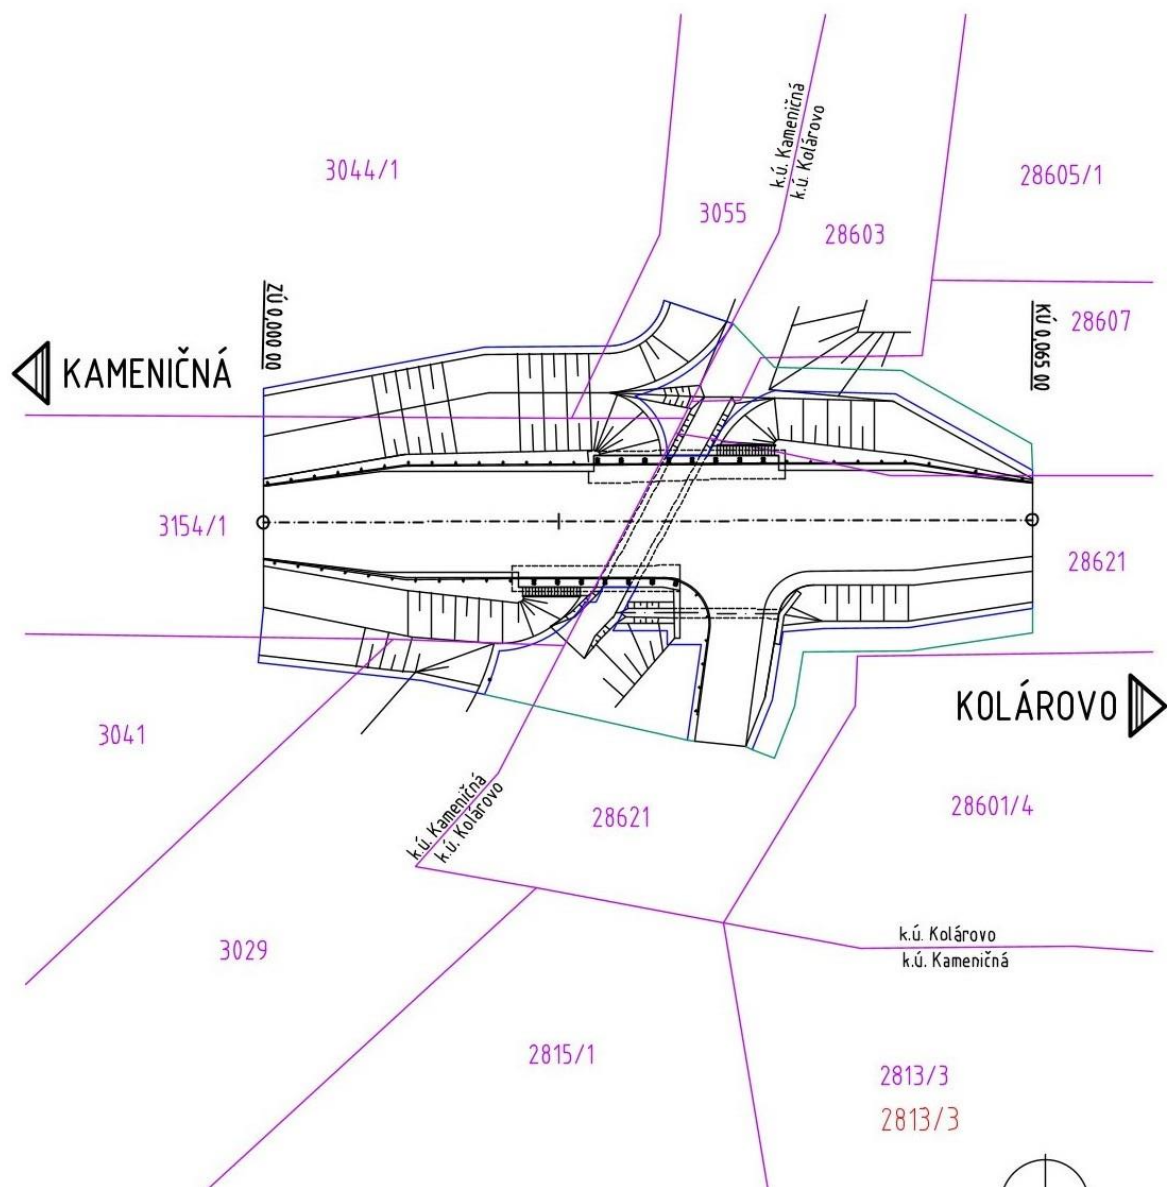 k.ú. Kameničná
k.ú. Kolárovo
3044/1
28605/1
3055
28603
ZÚ 0,000 00
KÚ 0,065 00
28607
KAMENIČNÁ
3154/1
28621
KOLÁROVO
3041
28601/4
k.ú. Kameničná
k.ú. Kolárovo
28621
k.ú. Kolárovo
k.ú. Kameničná
3029
2815/1
2813/3
2813/3